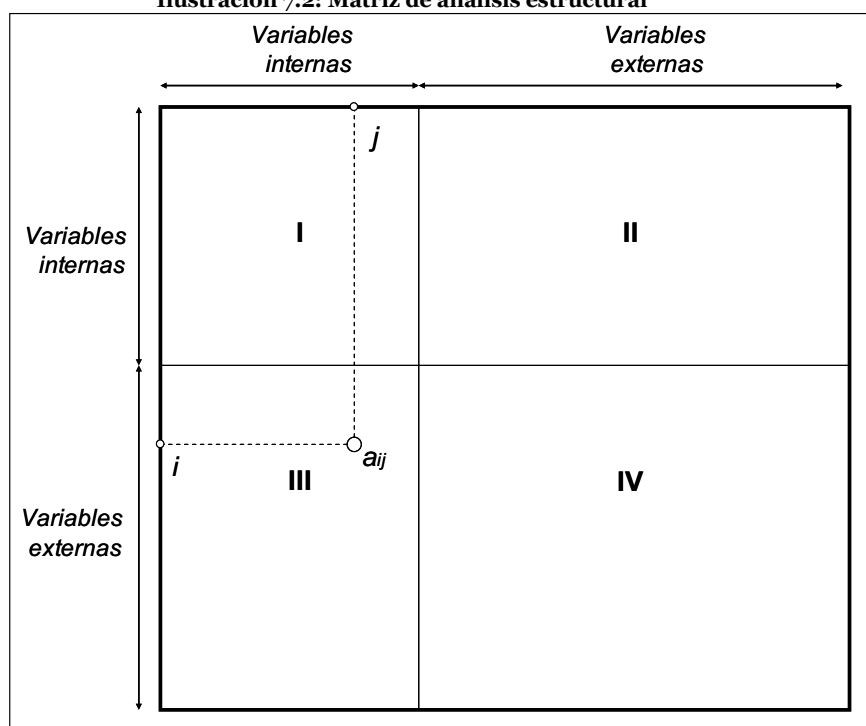 Ilustración 7.2: Matriz de análisis estructural
Variables
internas
Variables
externas
j
I
II
Variables
internas
i
aij
III
IV
Variables
externas